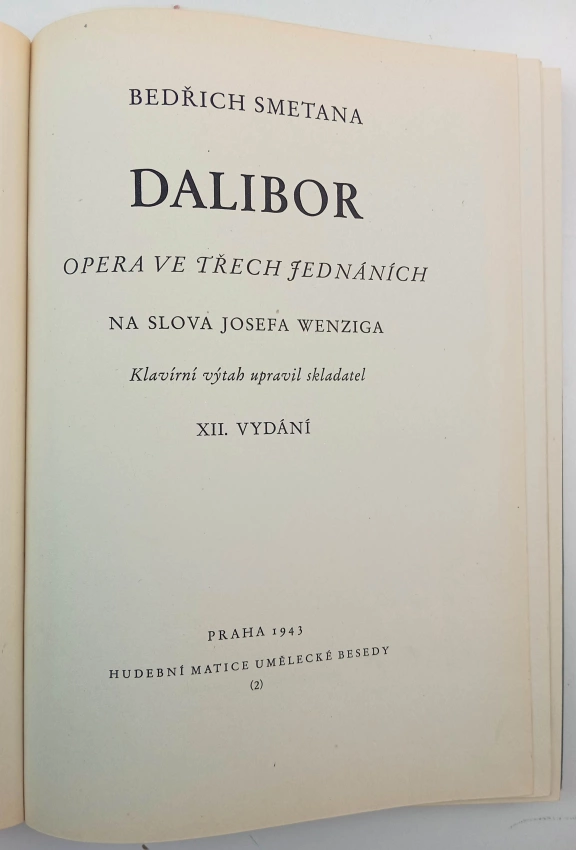 BEDŘICH SMETANA
DALIBOR
OPERA VE TŘECH JEDNÁNÍCH
NA SLOVA JOSEFA WENZIGA
Klavírní výtah upravil skladatel
XII. VYDÁNÍ
PRAHA 1943
HUDEBNÍ MATICE UMĚLECKÉ BESEDY
(2)